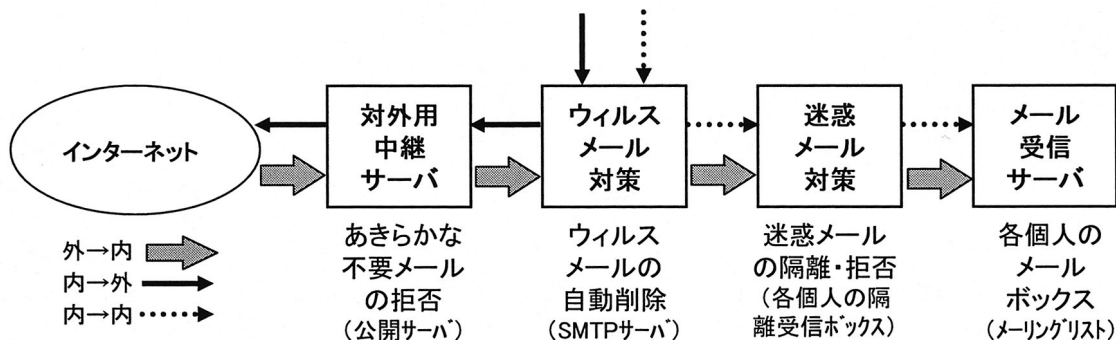 インターネット
対外用
中継
サーバ
ウィルス
メール
対策
迷惑
メール
対策
メール
受信
サーバ
外→内
内→外
内→内
あきらかな
不要メール
の拒否
(公開サーバ)
ウィルス
メールの
自動削除
(SMTPサーバ)
迷惑メール
の隔離・拒否
(各個人の隔
離受信ボックス)
各個人の
メール
ボックス
(メーリングリスト)